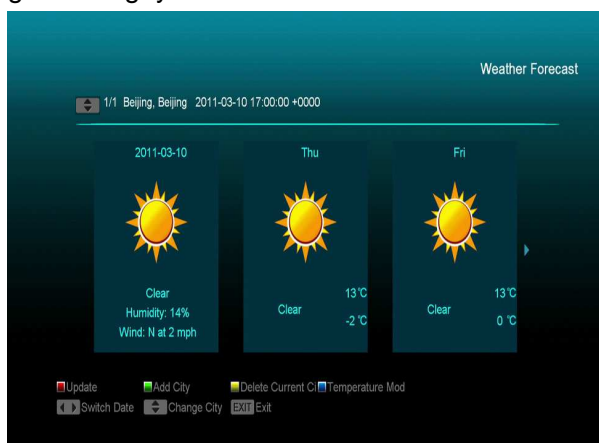 Weather Forecast
1/1 Beijing, Beijing 2011-03-10 17:00:00 +0000
2011-03-10 Thu Fri
Clear
Humidity: 14%
Wind: N at 2 mph
Clear 13°C -2°C
Clear 13°C 0°C
Update Add City Delete Current Ci Temperature Mod
Switch Date Change City EXIT Exit